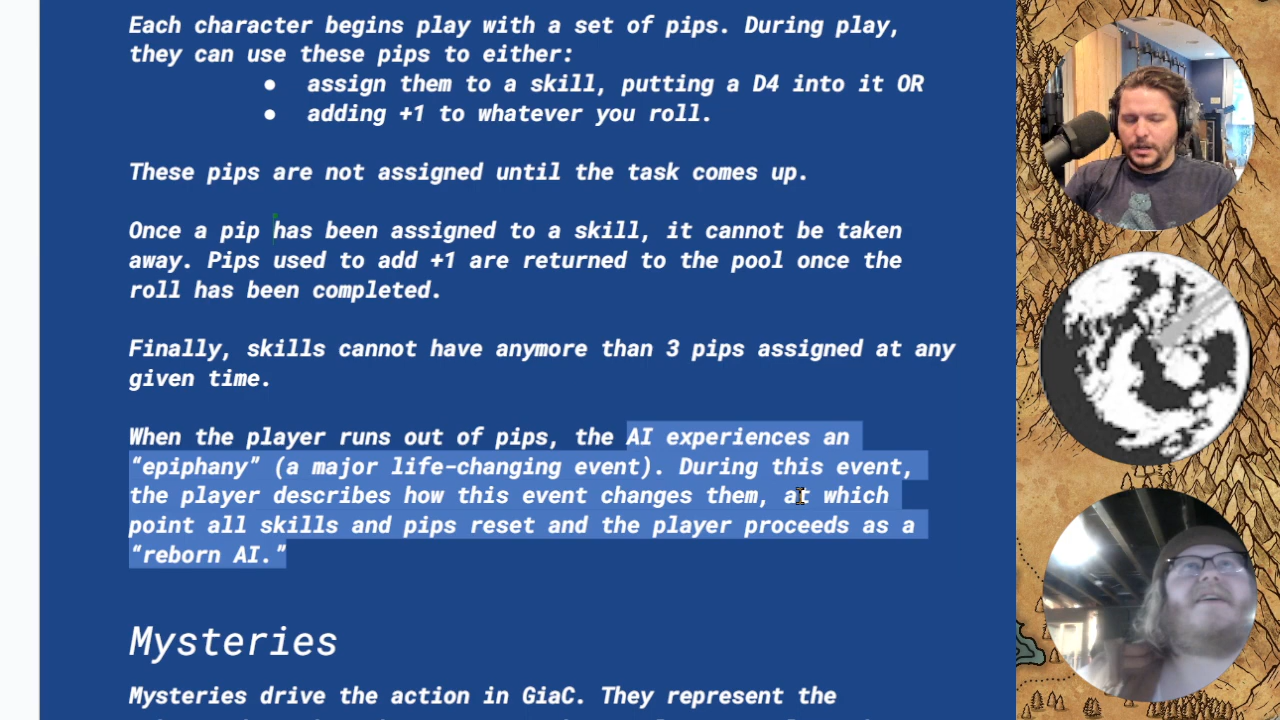 Each character begins play with a set of pips. During play,
they can use these pips to either:
● assign them to a skill, putting a D4 into it OR
● adding +1 to whatever you roll.
These pips are not assigned until the task comes up.
Once a pip has been assigned to a skill, it cannot be taken
away. Pips used to add +1 are returned to the pool once the
roll has been completed.
Finally, skills cannot have anymore than 3 pips assigned at any
given time.
When the player runs out of pips, the AI experiences an
“epiphany” (a major life-changing event). During this event,
the player describes how this event changes them, at which
point all skills and pips reset and the player proceeds as a
“reborn AI.”
Mysteries
Mysteries drive the action in GiaC. They represent the